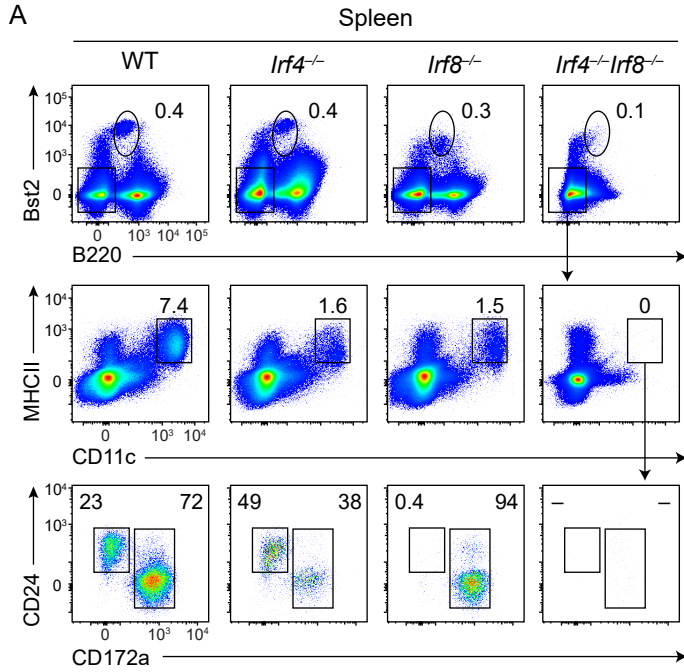 A
Spleen
WT Irf4–/– Irf8–/– Irf4–/–Irf8–/–
10⁵
10⁴
10³
0
0.4 0.4 0.3 0.1
0 10³ 10⁴ 10⁵
Bst2
B220
10⁴
10³
0
7.4 1.6 1.5 0
0 10³ 10⁴
MHCII
CD11c
10⁴
10³
0
23 72 49 38 0.4 94 – –
0 10³ 10⁴
CD24
CD172a